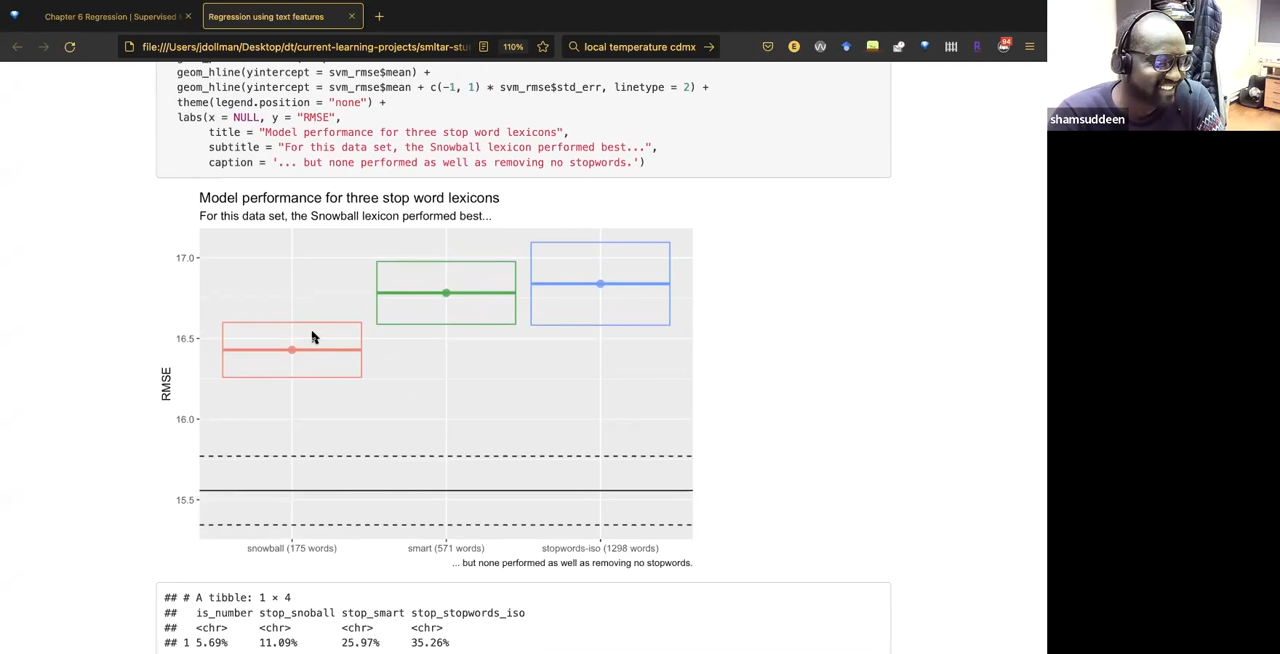 Chapter 6 Regression | Supervised
Regression using text features
file:///Users/jdollman/Desktop/dt/current-learning-projects/smltar-stu
110%
local temperature cdmx
94
geom_hline(yintercept = svm_rmse$mean) +
geom_hline(yintercept = svm_rmse$mean + c(-1, 1) * svm_rmse$std_err, linetype = 2) +
theme(legend.position = "none") +
labs(x = NULL, y = "RMSE",
title = "Model performance for three stop word lexicons",
subtitle = "For this data set, the Snowball lexicon performed best...",
caption = '... but none performed as well as removing no stopwords.')
shamsuddeen
Model performance for three stop word lexicons
For this data set, the Snowball lexicon performed best...
17.0
16.5
16.0
15.5
RMSE
snowball (175 words) smart (571 words) stopwords-iso (1298 words)
... but none performed as well as removing no stopwords.
## # A tibble: 1 × 4
## is_number stop_snoball stop_smart stop_stopwords_iso
## <chr> <chr> <chr> <chr>
## 1 5.69% 11.09% 25.97% 35.26%